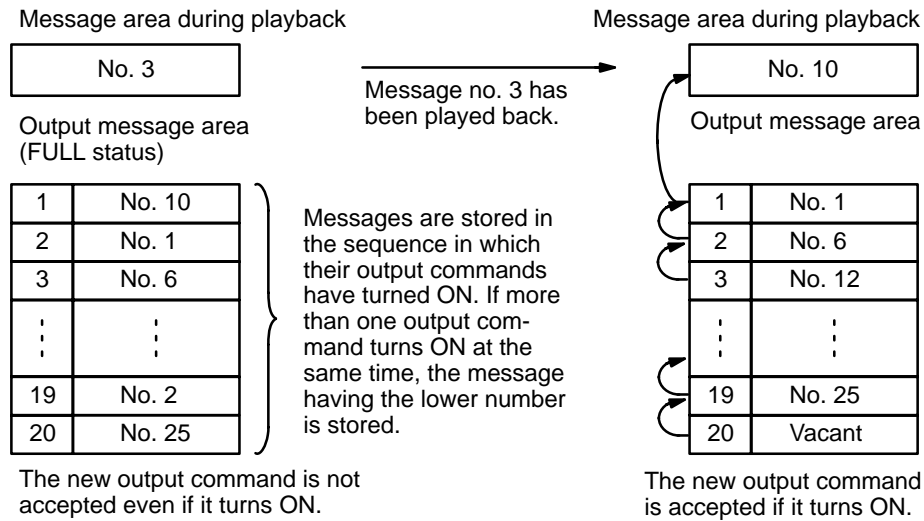 Message area during playback
No. 3
Output message area
(FULL status)
1 No. 10
2 No. 1
3 No. 6
19 No. 2
20 No. 25
The new output command is not
accepted even if it turns ON.
Message no. 3 has
been played back.
Messages are stored in
the sequence in which
their output commands
have turned ON. If more
than one output com-
mand turns ON at the
same time, the message
having the lower number
is stored.
Message area during playback
No. 10
Output message area
1 No. 1
2 No. 6
3 No. 12
19 No. 25
20 Vacant
The new output command
is accepted if it turns ON.